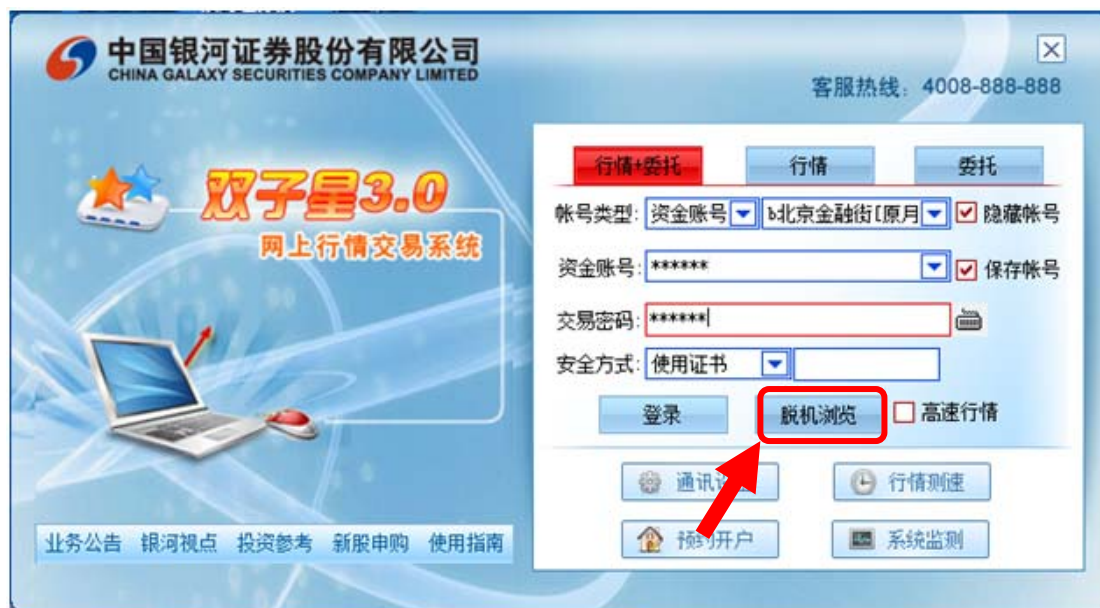 中国银河证券股份有限公司
CHINA GALAXY SECURITIES COMPANY LIMITED
客服热线: 4008-888-888
双子星3.0
网上行情交易系统
行情+委托 行情 委托
帐号类型: 资金账号 b北京金融街[原月 隐藏帐号
资金账号: ****** 保存帐号
交易密码: ******
安全方式: 使用证书
登录 脱机浏览 高速行情
通讯 行情测速
预约开户 系统监测
业务公告 银河视点 投资参考 新股申购 使用指南